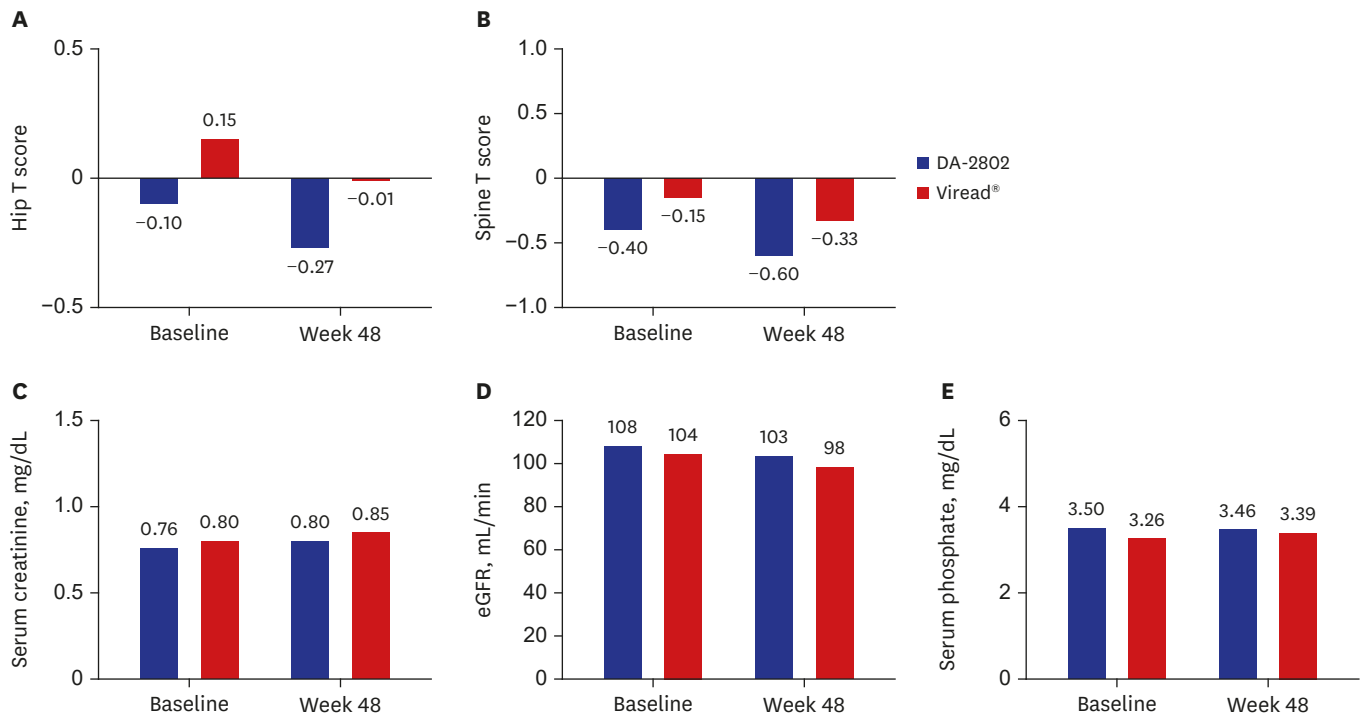 A
Hip T score
0.5
0
−0.5
0.15
−0.10
−0.01
−0.27
Baseline
Week 48
B
Spine T score
1.0
0.5
0
−0.5
−1.0
−0.15
−0.40
−0.33
−0.60
Baseline
Week 48
DA-2802
Viread®
C
Serum creatinine, mg/dL
1.5
1.0
0.5
0
0.76
0.80
0.80
0.85
Baseline
Week 48
D
eGFR, mL/min
120
100
80
60
40
20
0
108
104
103
98
Baseline
Week 48
E
Serum phosphate, mg/dL
6
4
2
0
3.50
3.26
3.46
3.39
Baseline
Week 48